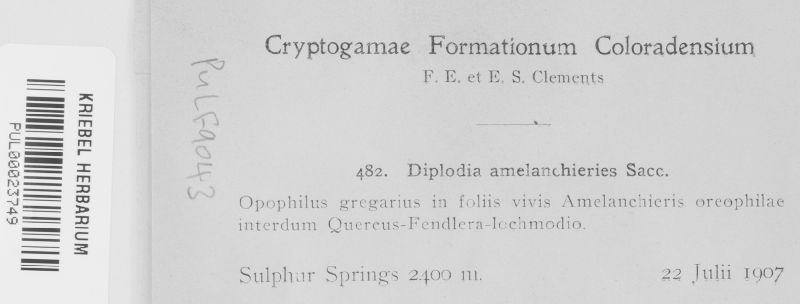 KRIEBEL HERBARIUM
PUL00023749
PULF9043
Cryptogamae Formationum Coloradensium
F. E. et E. S. Clements
482. Diplodia amelanchieries Sacc.
Opophilus gregarius in foliis vivis Amelanchieris oreophilae
interdum Quercus-Fendlera-lochmodio.
Sulphur Springs 2400 m.
22 Julii 1907